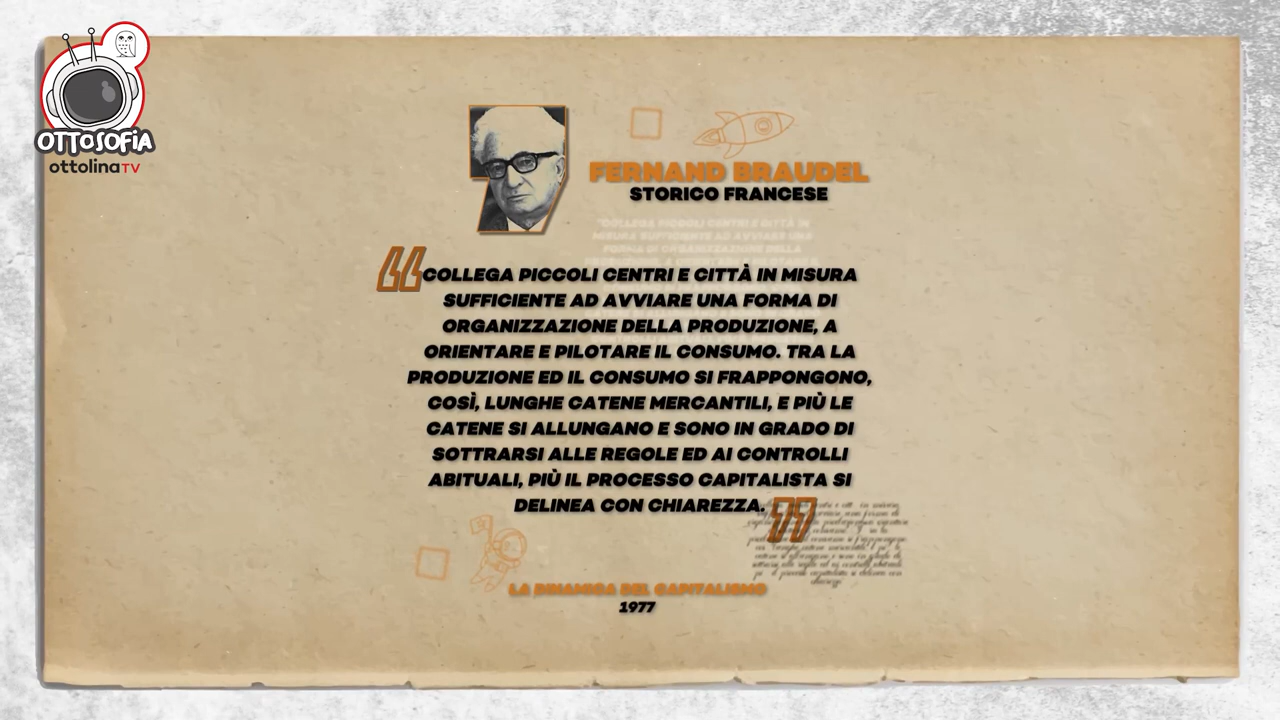 OTTOSOFIA
ottolinaTV
FERNAND BRAUDEL
STORICO FRANCESE
“COLLEGA PICCOLI CENTRI E CITTÀ IN MISURA
SUFFICIENTE AD AVVIARE UNA FORMA DI
ORGANIZZAZIONE DELLA PRODUZIONE, A
ORIENTARE E PILOTARE IL CONSUMO. TRA LA
PRODUZIONE ED IL CONSUMO SI FRAPPONGONO,
COSÌ, LUNGHE CATENE MERCANTILI, E PIÙ LE
CATENE SI ALLUNGANO E SONO IN GRADO DI
SOTTRARSI ALLE REGOLE ED AI CONTROLLI
ABITUALI, PIÙ IL PROCESSO CAPITALISTA SI
DELINEA CON CHIAREZZA.”
LA DINAMICA DEL CAPITALISMO
1977